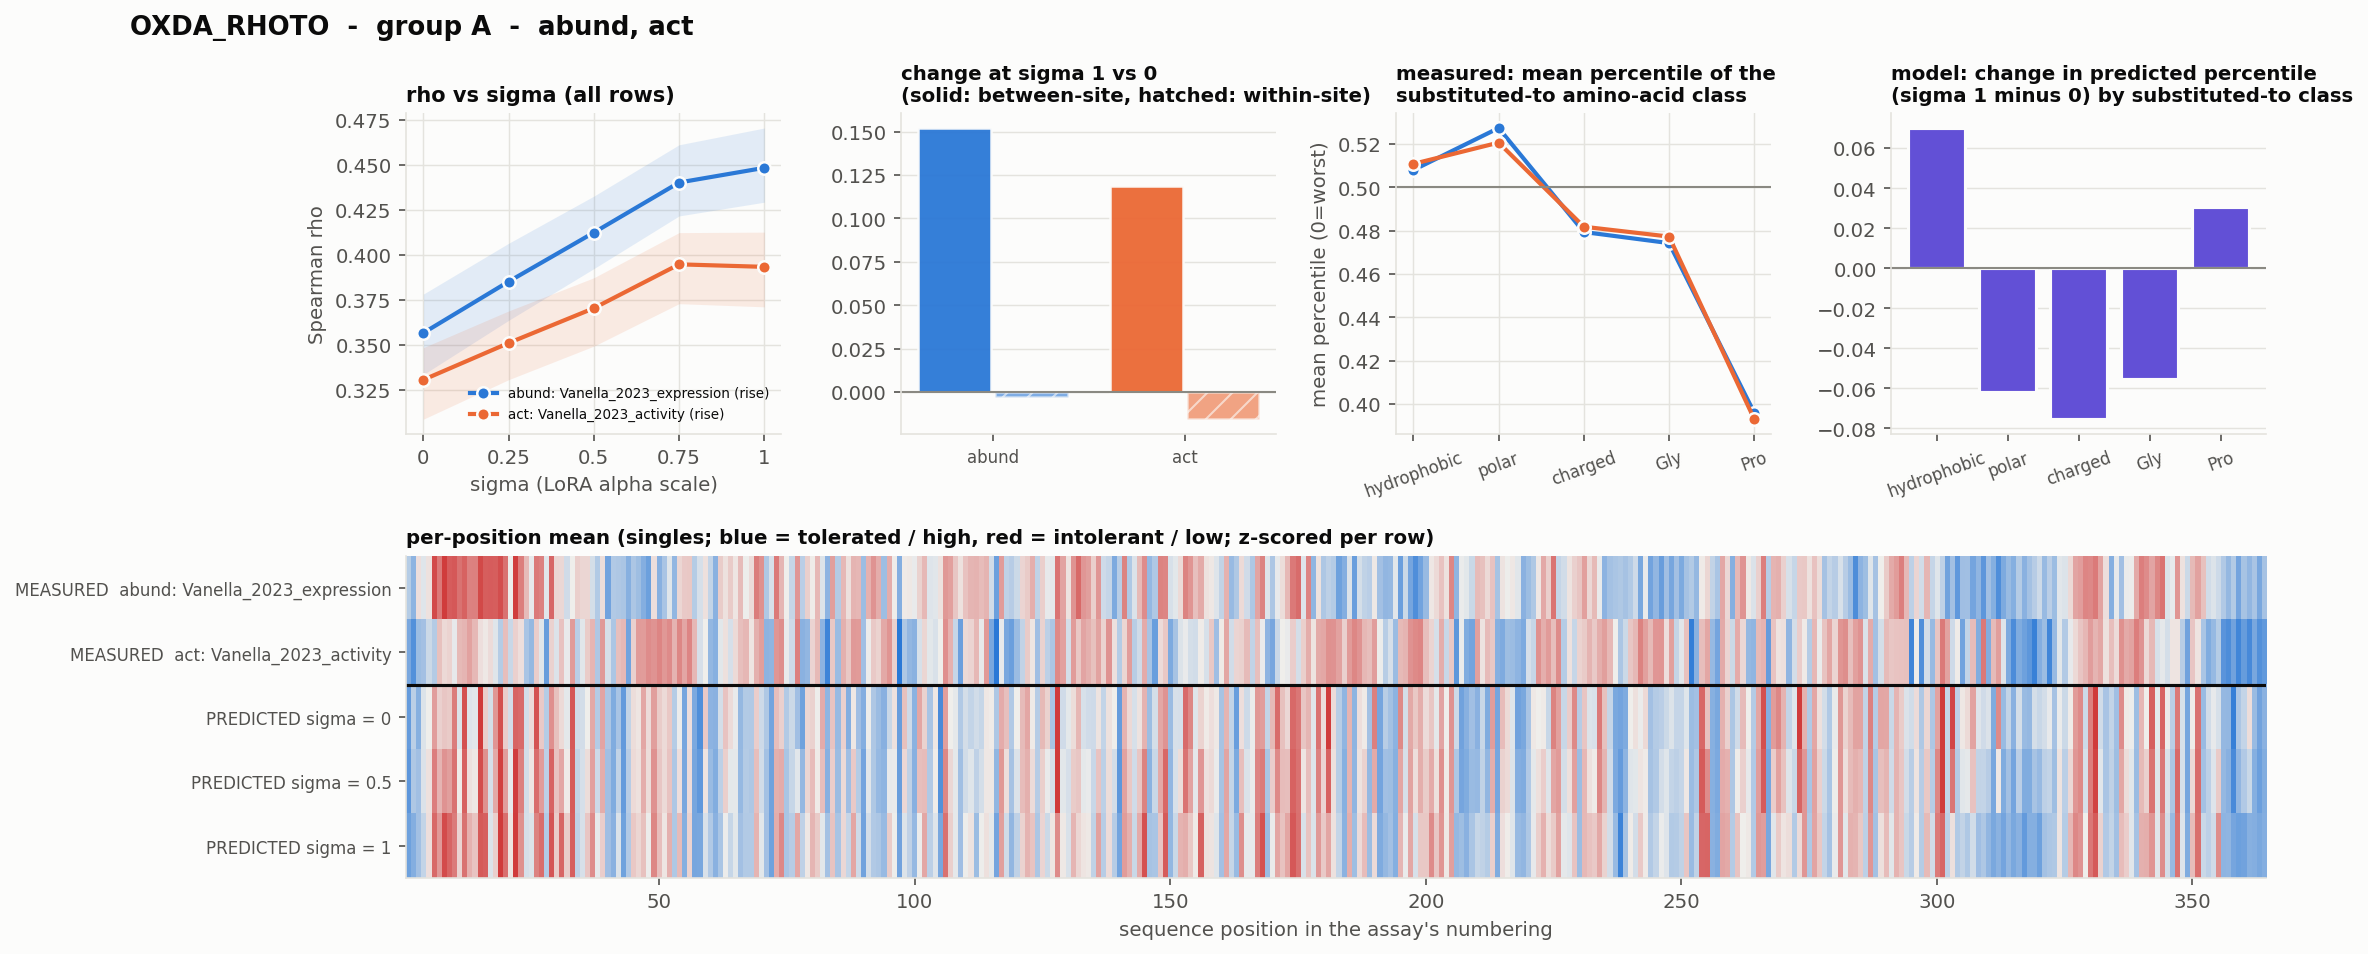 OXDA_RHOTO  -  group A  -  abund, act
rho vs sigma (all rows)
Spearman rho
0.475
0.450
0.425
0.400
0.375
0.350
0.325
abund: Vanella_2023_expression (rise)
act: Vanella_2023_activity (rise)
0
0.25
0.5
0.75
1
sigma (LoRA alpha scale)
change at sigma 1 vs 0
(solid: between-site, hatched: within-site)
0.150
0.125
0.100
0.075
0.050
0.025
0.000
abund
act
measured: mean percentile of the
substituted-to amino-acid class
mean percentile (0=worst)
0.52
0.50
0.48
0.46
0.44
0.42
0.40
hydrophobic
polar
charged
Gly
Pro
model: change in predicted percentile
(sigma 1 minus 0) by substituted-to class
0.06
0.04
0.02
0.00
−0.02
−0.04
−0.06
−0.08
hydrophobic
polar
charged
Gly
Pro
per-position mean (singles; blue = tolerated / high, red = intolerant / low; z-scored per row)
MEASURED  abund: Vanella_2023_expression
MEASURED  act: Vanella_2023_activity
PREDICTED sigma = 0
PREDICTED sigma = 0.5
PREDICTED sigma = 1
50
100
150
200
250
300
350
sequence position in the assay's numbering